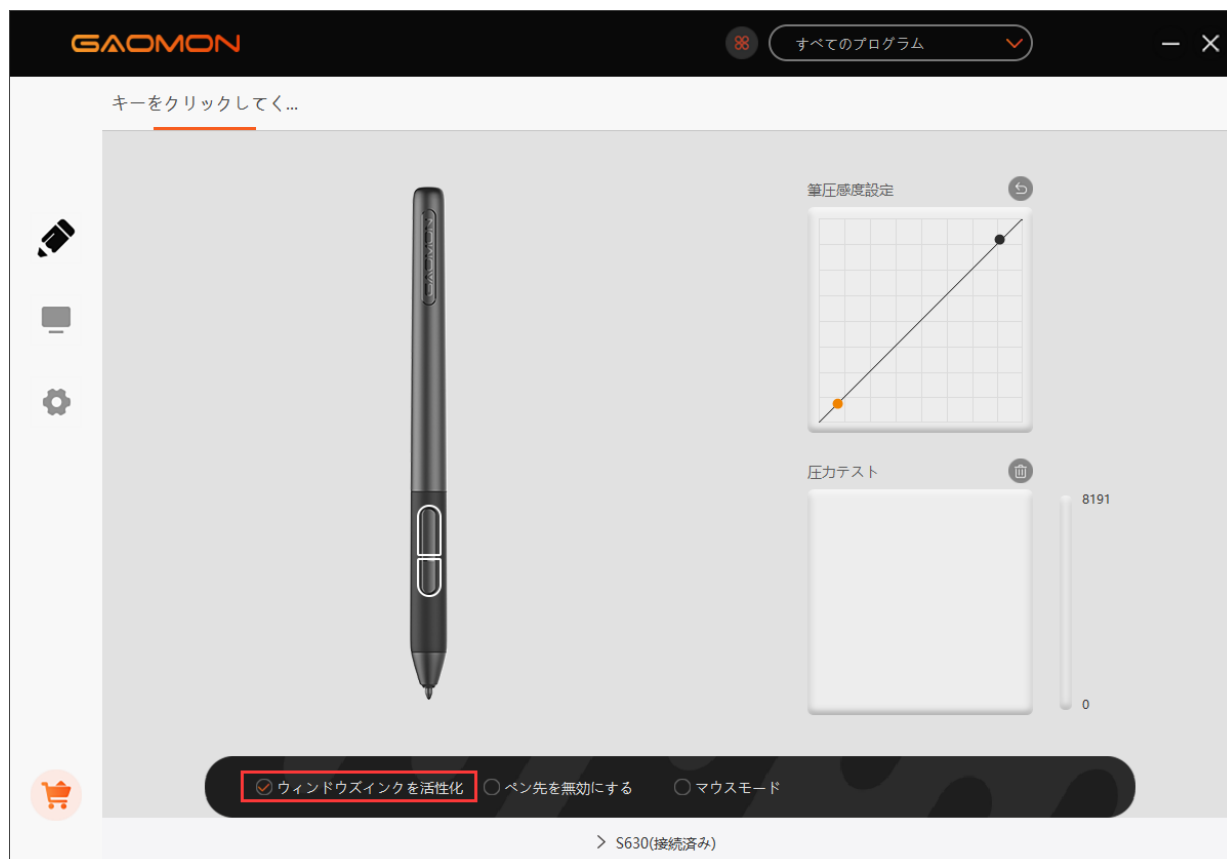 GAOMON
すべてのプログラム
キーをクリックしてく...
GAOMON
筆圧感度設定
圧力テスト
8191
0
ウィンドウズインクを活性化
ペン先を無効にする
マウスモード
S630(接続済み)